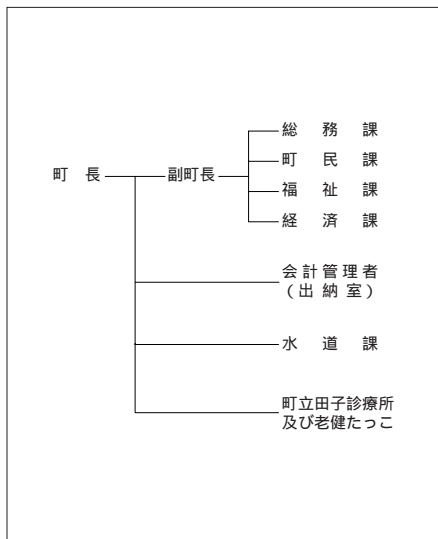 総務課
町民課
町長 副町長
福祉課
経済課
会計管理者
(出納室)
水道課
町立田子診療所
及び老健たっこ